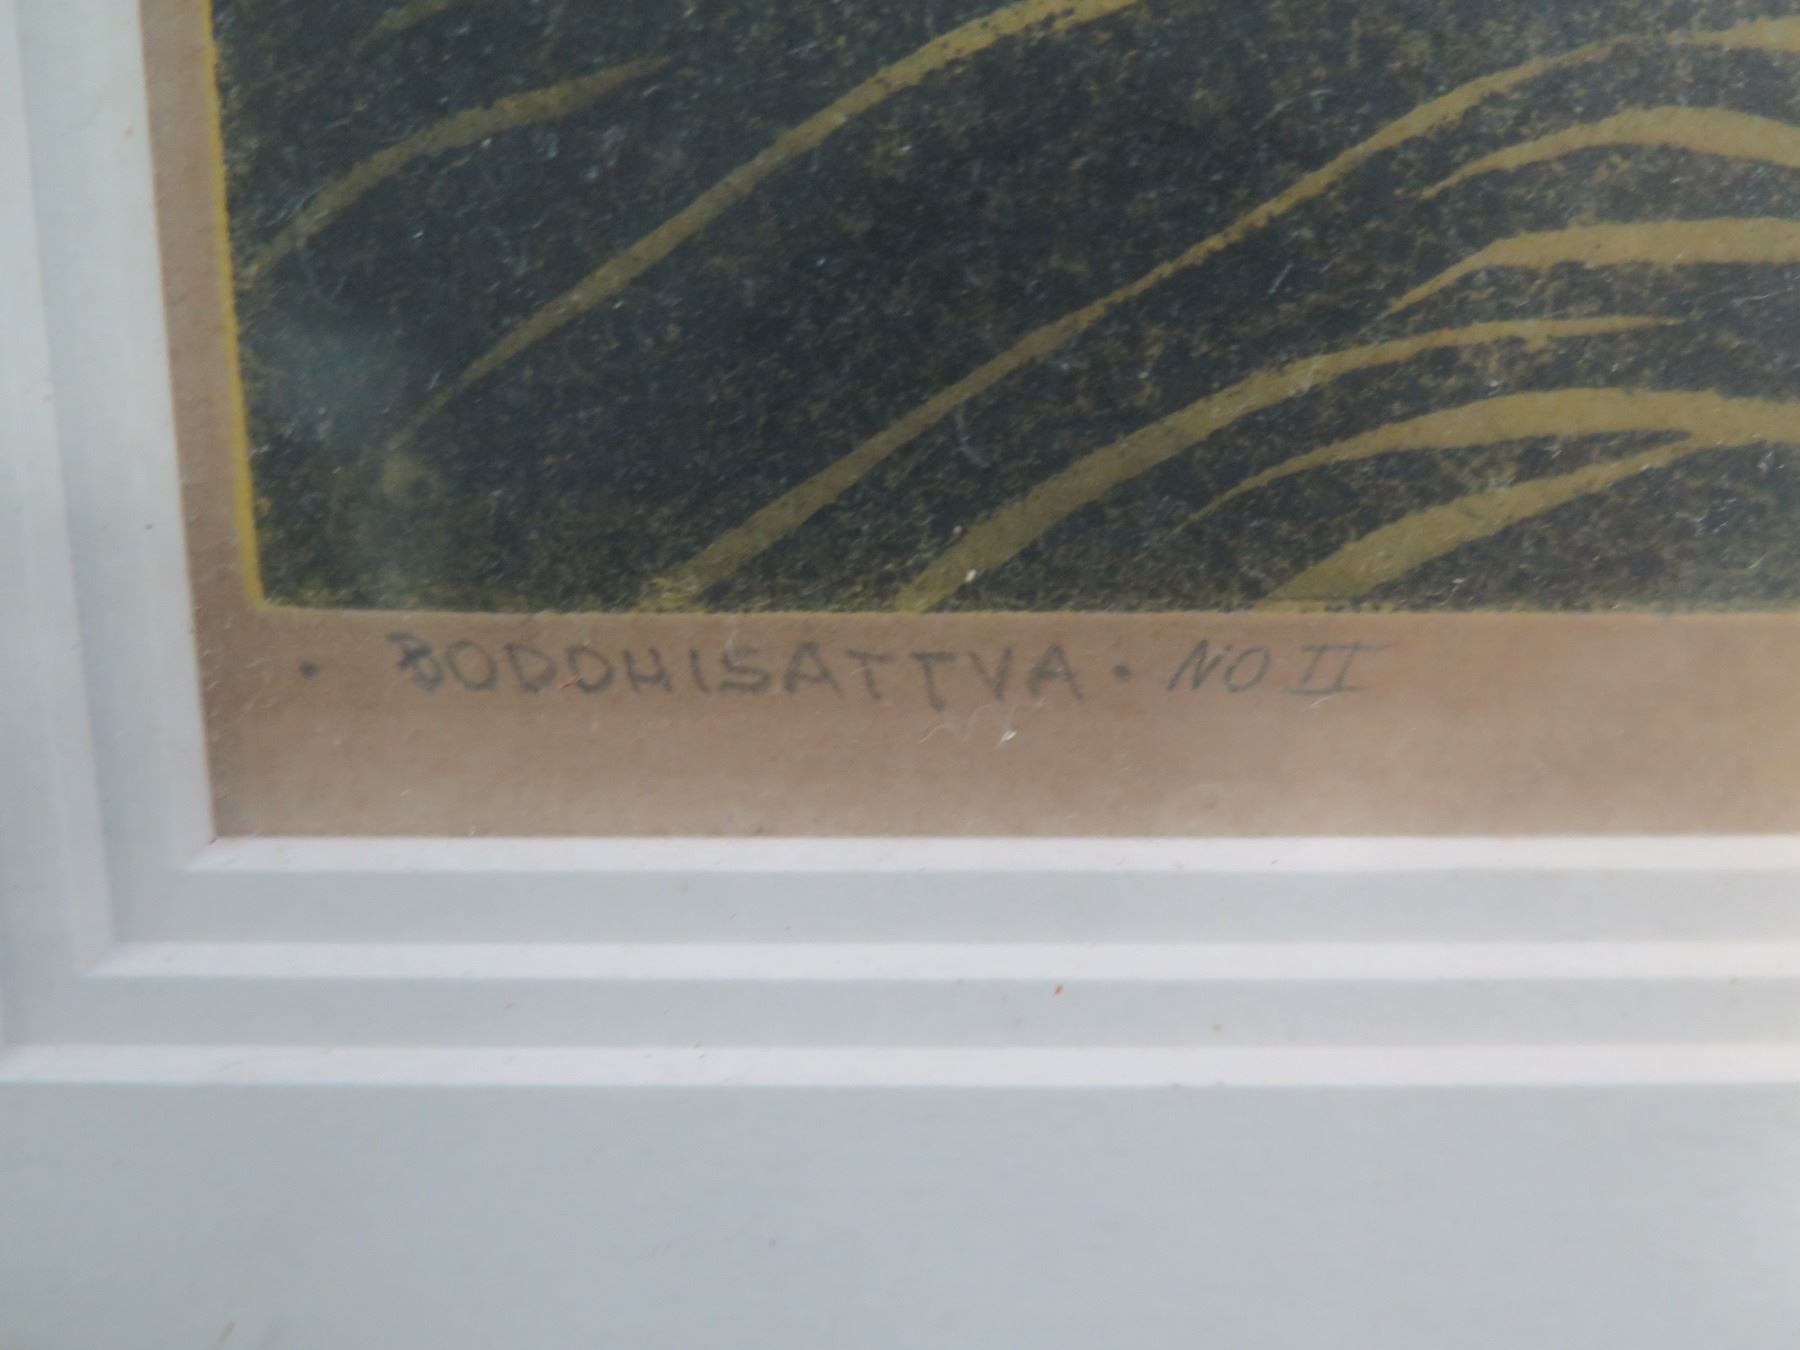 • BODDHISATTVA • NO II